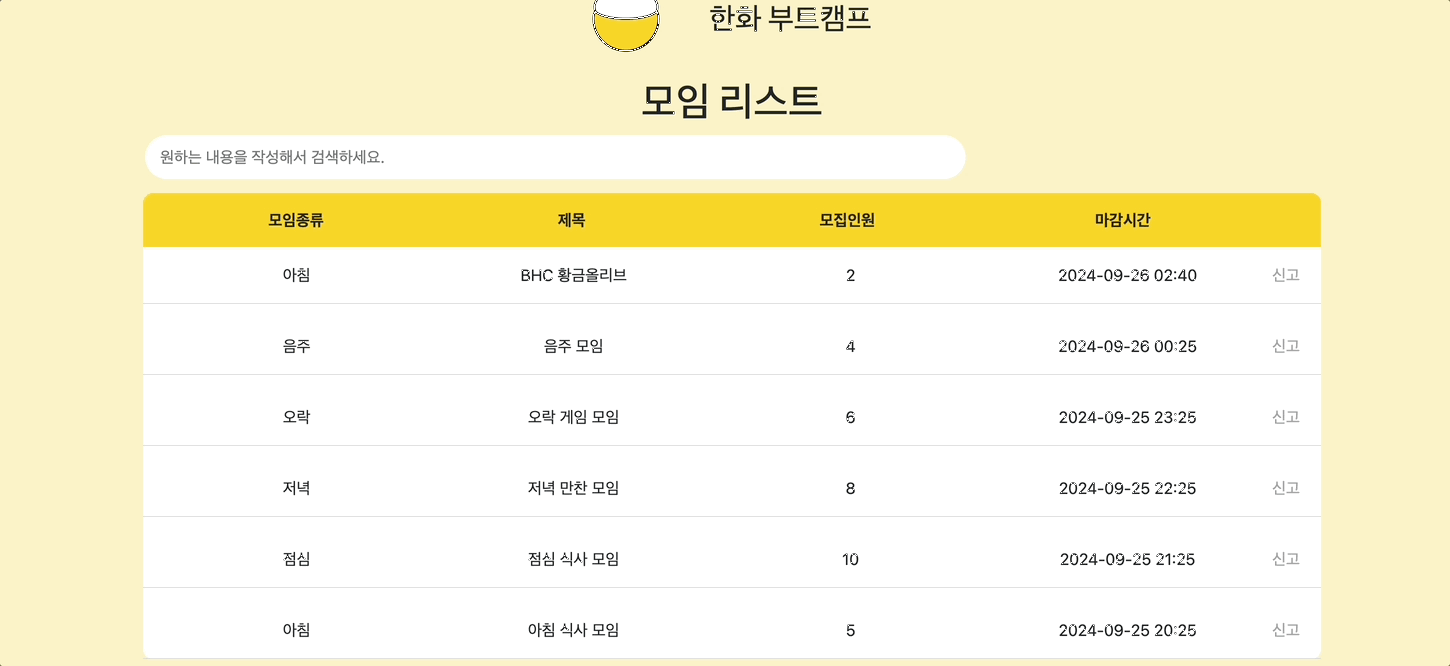 한화 부트캠프
모임 리스트
원하는 내용을 작성해서 검색하세요.
모임종류 제목 모집인원 마감시간
아침 BHC 황금올리브 2 2024-09-26 02:40 신고
음주 음주 모임 4 2024-09-26 00:25 신고
오락 오락 게임 모임 6 2024-09-25 23:25 신고
저녁 저녁 만찬 모임 8 2024-09-25 22:25 신고
점심 점심 식사 모임 10 2024-09-25 21:25 신고
아침 아침 식사 모임 5 2024-09-25 20:25 신고